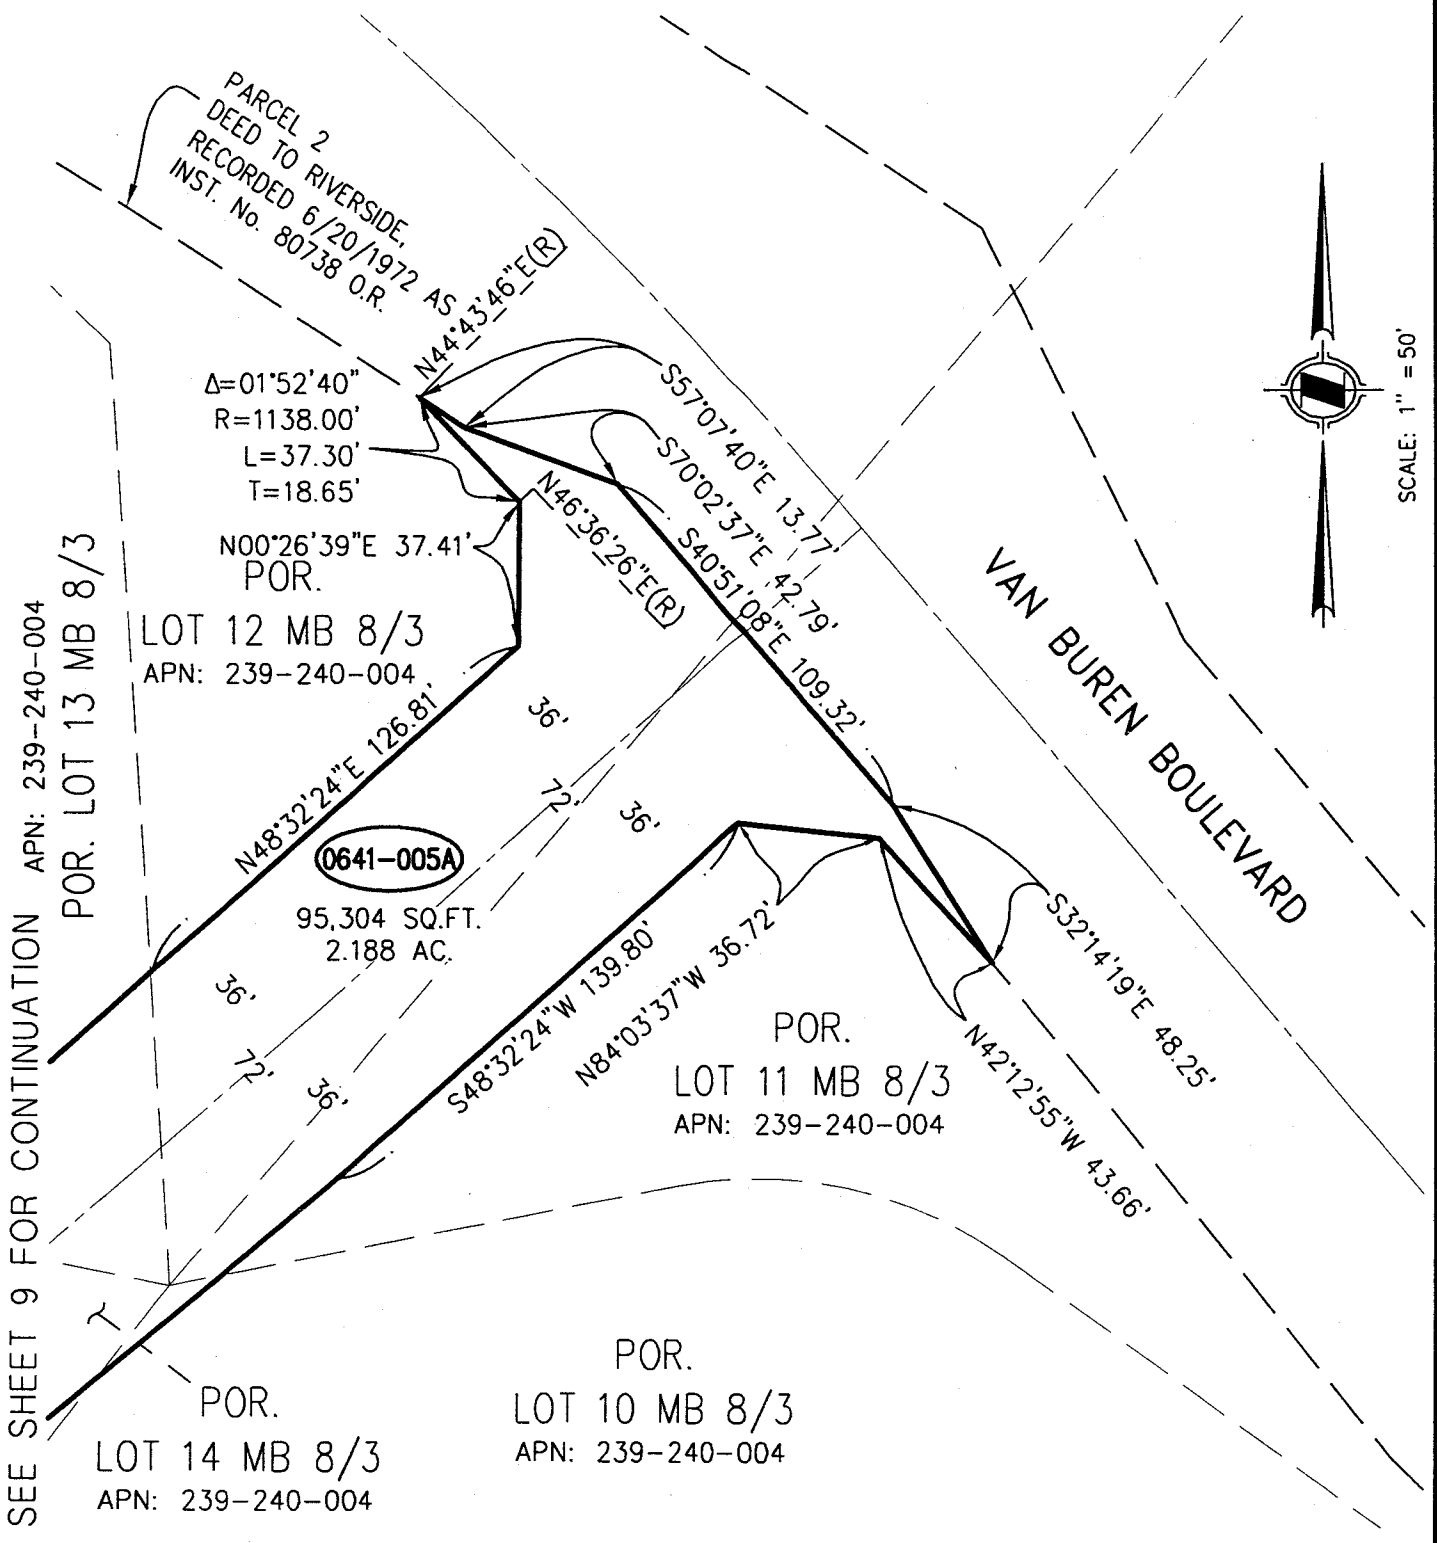 PARCEL 2
DEED TO RIVERSIDE,
RECORDED 6/20/1972 AS
INST. No. 80738 O.R.
N44°43'46"E(R)
Δ=01°52'40"
R=1138.00'
L=37.30'
T=18.65'
N00°26'39"E 37.41'
S57°07'40"E 13.77'
S70°02'37"E 42.79'
N46°36'26"E(R)
S40°51'08"E 109.32'
SCALE: 1" = 50'
VAN BUREN BOULEVARD
POR.
LOT 12 MB 8/3
APN: 239-240-004
APN: 239-240-004
POR. LOT 13 MB 8/3
SEE SHEET 9 FOR CONTINUATION
N48°32'24"E 126.81'
36'
72'
36'
0641-005A
95,304 SQ.FT.
2.188 AC.
36'
72'
36'
S48°32'24"W 139.80'
N84°03'37"W 36.72'
S32°14'19"E 48.25'
N42°12'55"W 43.66'
POR.
LOT 11 MB 8/3
APN: 239-240-004
POR.
LOT 10 MB 8/3
APN: 239-240-004
POR.
LOT 14 MB 8/3
APN: 239-240-004